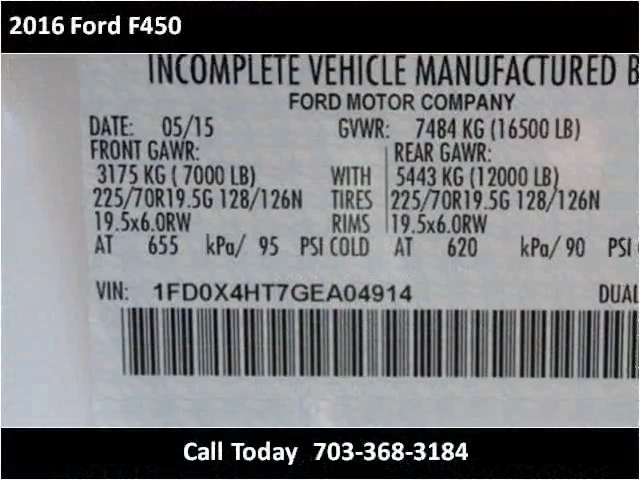 2016 Ford F450
INCOMPLETE VEHICLE MANUFACTURED B
FORD MOTOR COMPANY
DATE: 05/15 GVWR: 7484 KG (16500 LB)
FRONT GAWR: REAR GAWR:
3175 KG ( 7000 LB) WITH 5443 KG (12000 LB)
225/70R19.5G 128/126N TIRES 225/70R19.5G 128/126N
19.5x6.0RW RIMS 19.5x6.0RW
AT 655 kPa/ 95 PSI COLD AT 620 kPa/ 90 PSI
VIN: 1FD0X4HT7GEA04914 DUAL
Call Today 703-368-3184